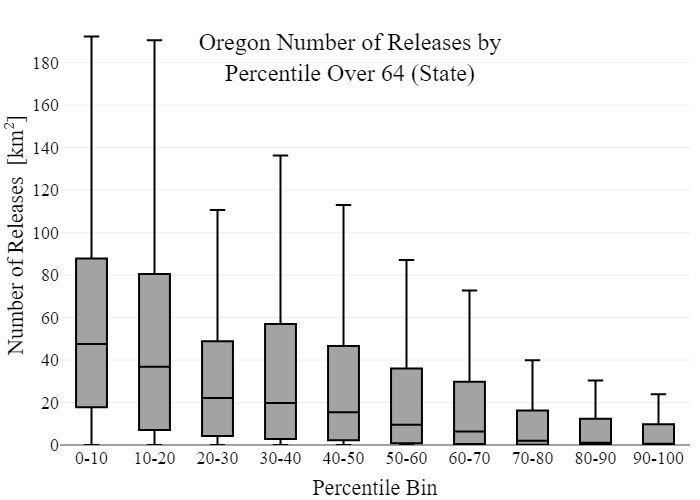 Oregon Number of Releases by
Percentile Over 64 (State)
Number of Releases [km²]
180
160
140
120
100
80
60
40
20
0
0-10 10-20 20-30 30-40 40-50 50-60 60-70 70-80 80-90 90-100
Percentile Bin